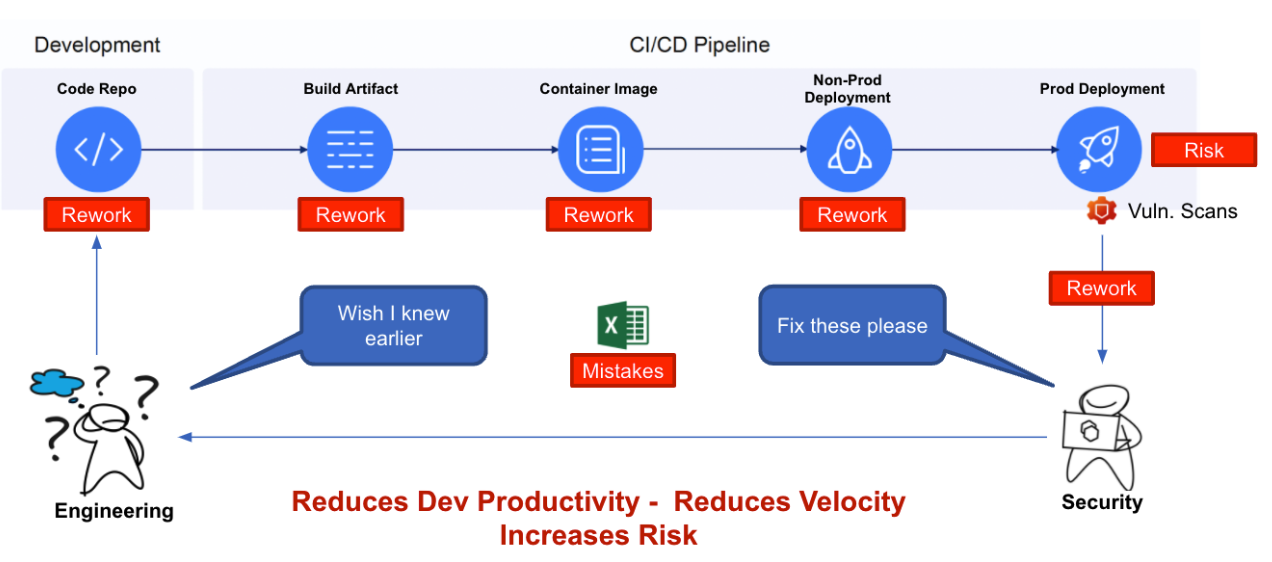 Development
CI/CD Pipeline
Code Repo
Build Artifact
Container Image
Non-Prod
Deployment
Prod Deployment
</>
Risk
Rework
Rework
Rework
Rework
Vuln. Scans
Rework
Wish I knew
earlier
X
Mistakes
Fix these please
? ? ?
Engineering
Security
Reduces Dev Productivity - Reduces Velocity
Increases Risk